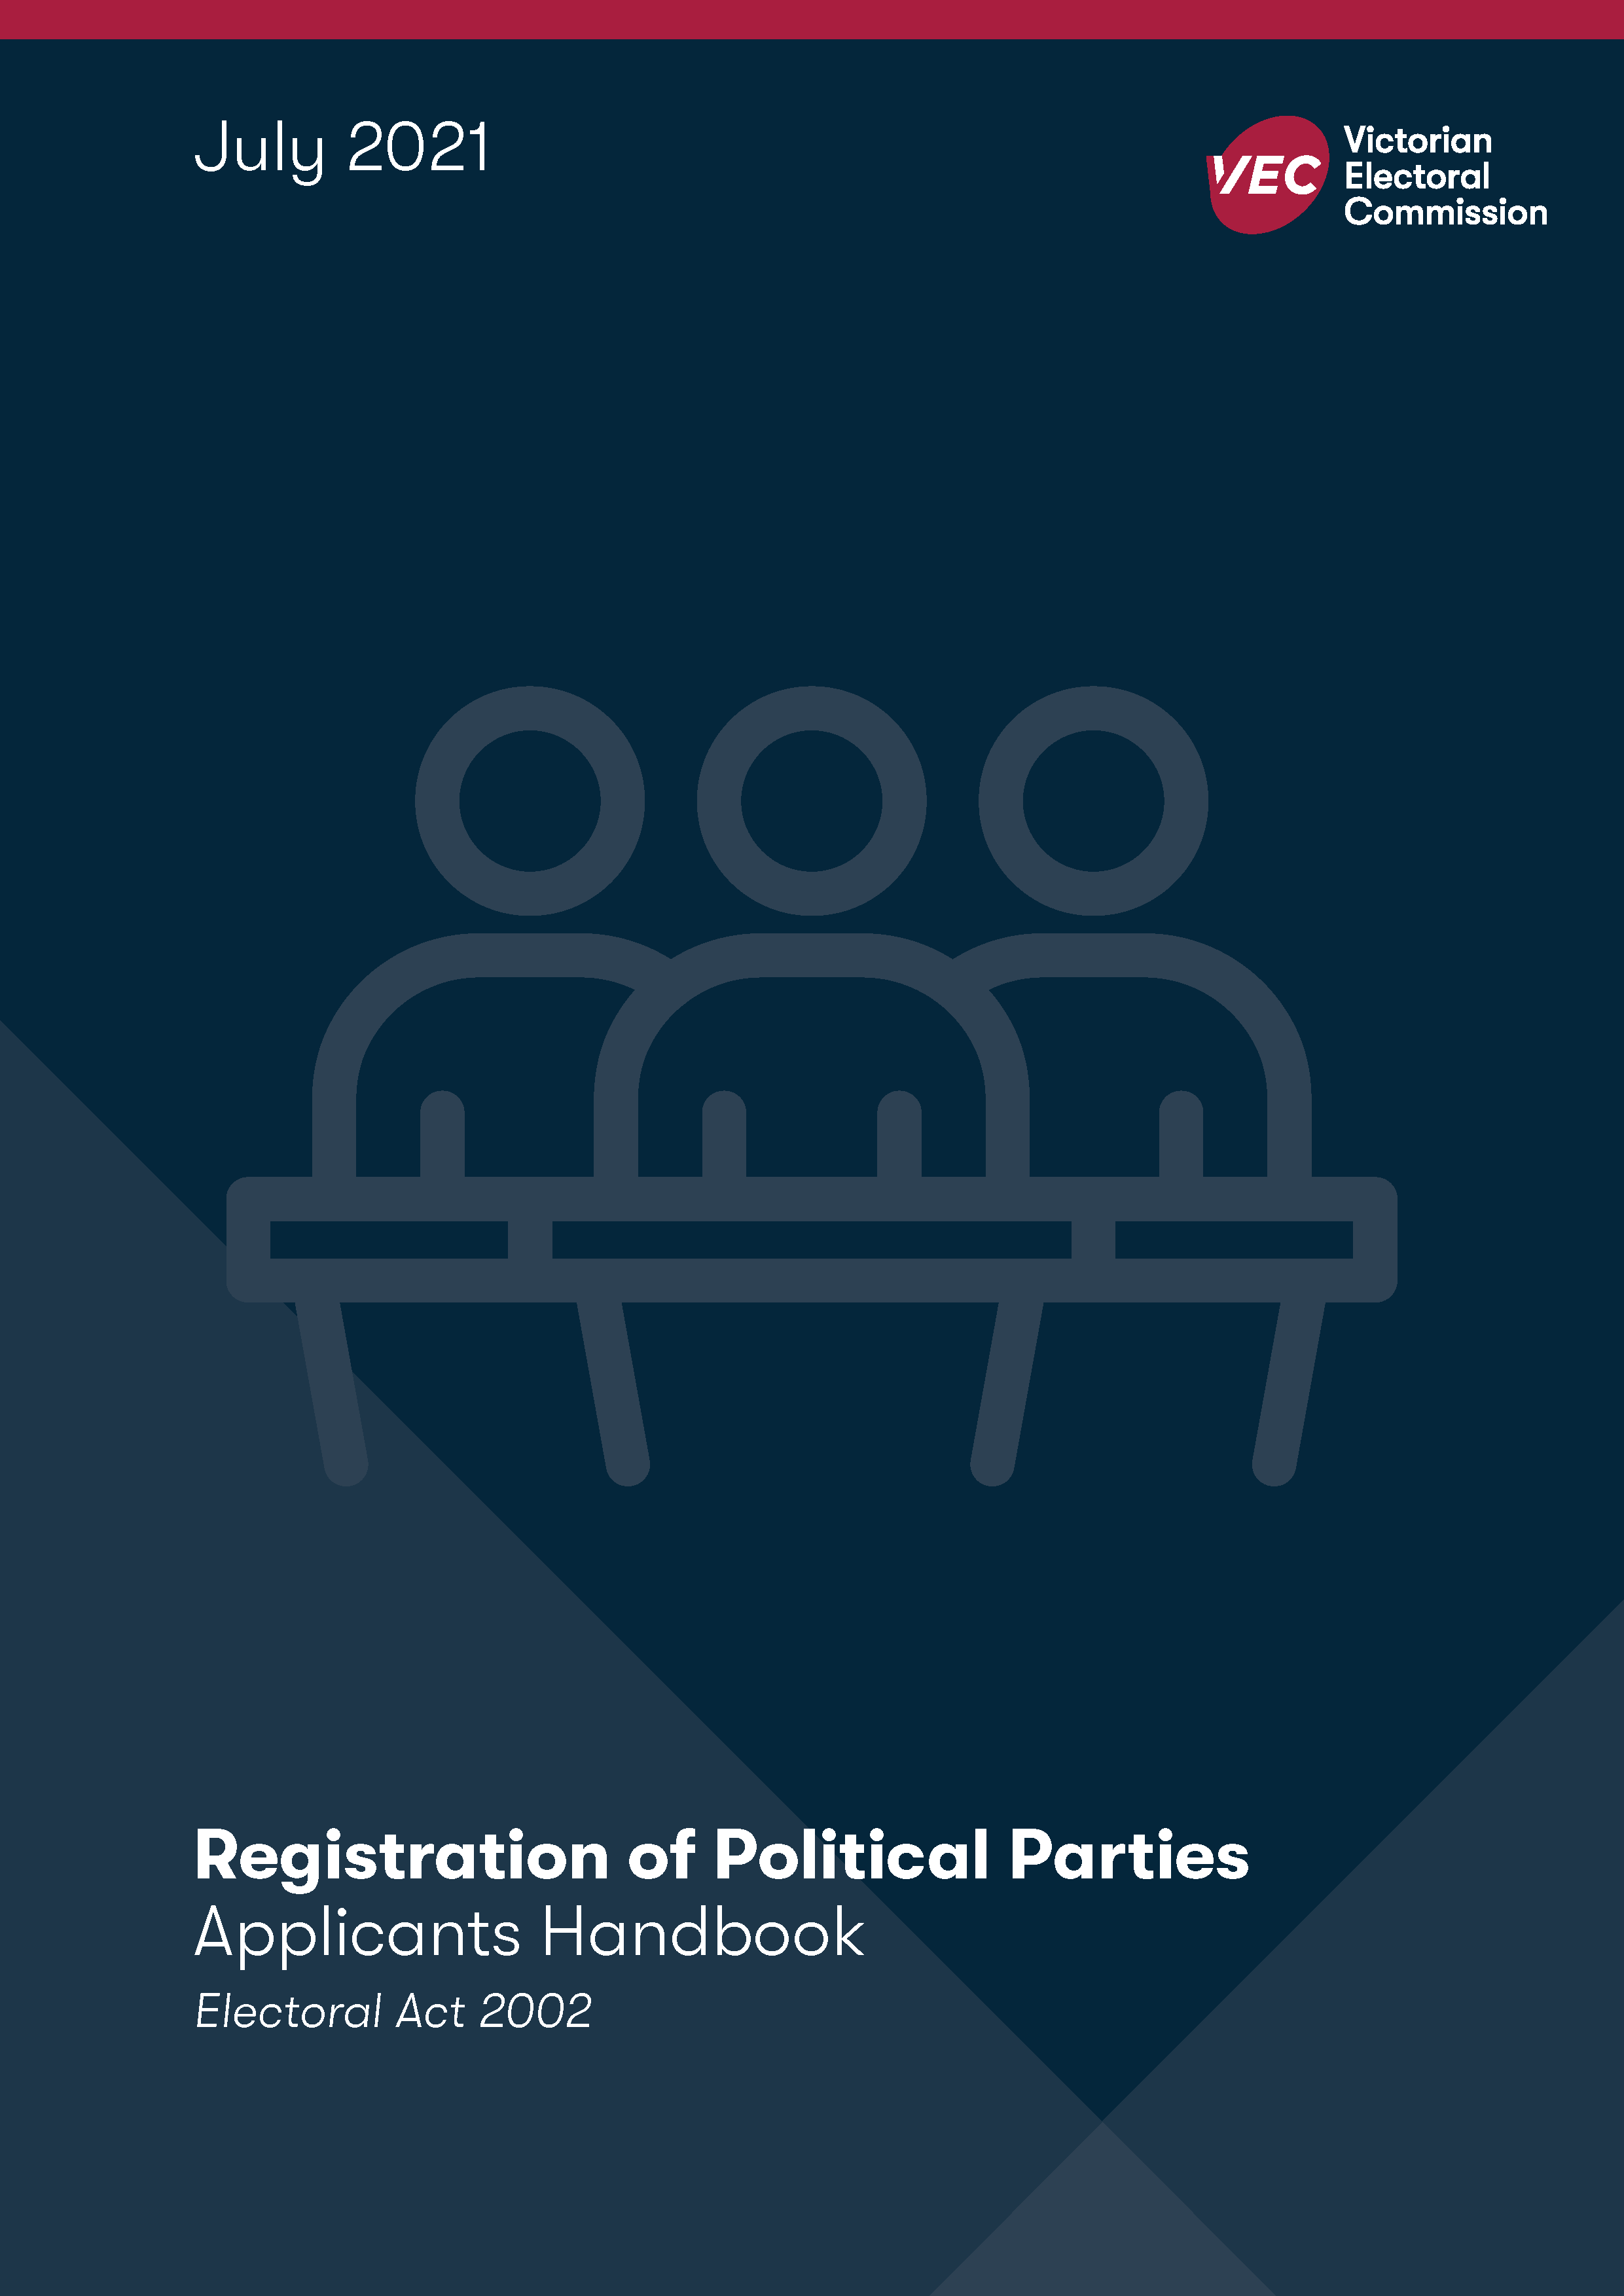 July 2021
VEC
Victorian
Electoral
Commission
Registration of Political Parties
Applicants Handbook
Electoral Act 2002